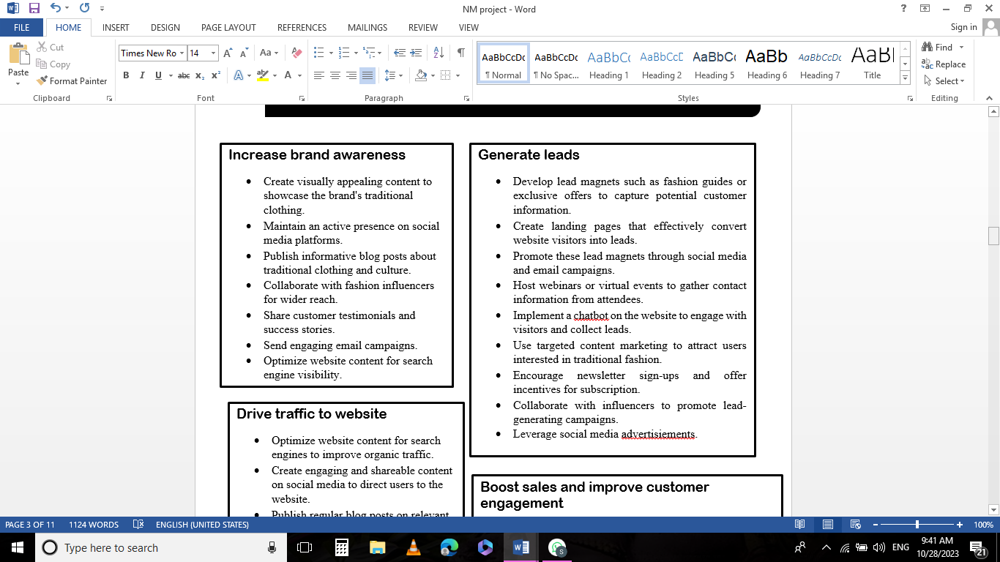 NM project - Word
FILE
HOME
INSERT
DESIGN
PAGE LAYOUT
REFERENCES
MAILINGS
REVIEW
VIEW
Sign in
Paste
Cut
Copy
Format Painter
Clipboard
Times New Ro
14
Font
Paragraph
AaBbCcDc
¶ Normal
AaBbCcDc
¶ No Spac...
AaBbCc
Heading 1
AaBbCcD
Heading 2
AaBbCc
Heading 5
AaBb
Heading 6
AaBbCcDc
Heading 7
AaBl
Title
Styles
Find
Replace
Select
Editing
Increase brand awareness
• Create visually appealing content to
showcase the brand's traditional
clothing.
• Maintain an active presence on social
media platforms.
• Publish informative blog posts about
traditional clothing and culture.
• Collaborate with fashion influencers
for wider reach.
• Share customer testimonials and
success stories.
• Send engaging email campaigns.
• Optimize website content for search
engine visibility.
Generate leads
• Develop lead magnets such as fashion guides or
exclusive offers to capture potential customer
information.
• Create landing pages that effectively convert
website visitors into leads.
• Promote these lead magnets through social media
and email campaigns.
• Host webinars or virtual events to gather contact
information from attendees.
• Implement a chatbot on the website to engage with
visitors and collect leads.
• Use targeted content marketing to attract users
interested in traditional fashion.
• Encourage newsletter sign-ups and offer
incentives for subscription.
• Collaborate with influencers to promote lead-
generating campaigns.
• Leverage social media advertisiements.
Drive traffic to website
• Optimize website content for search
engines to improve organic traffic.
• Create engaging and shareable content
on social media to direct users to the
website.
• Publish regular blog posts on relevant
Boost sales and improve customer
engagement
PAGE 3 OF 11
1124 WORDS
ENGLISH (UNITED STATES)
100%
Type here to search
ENG
9:41 AM
10/28/2023
21